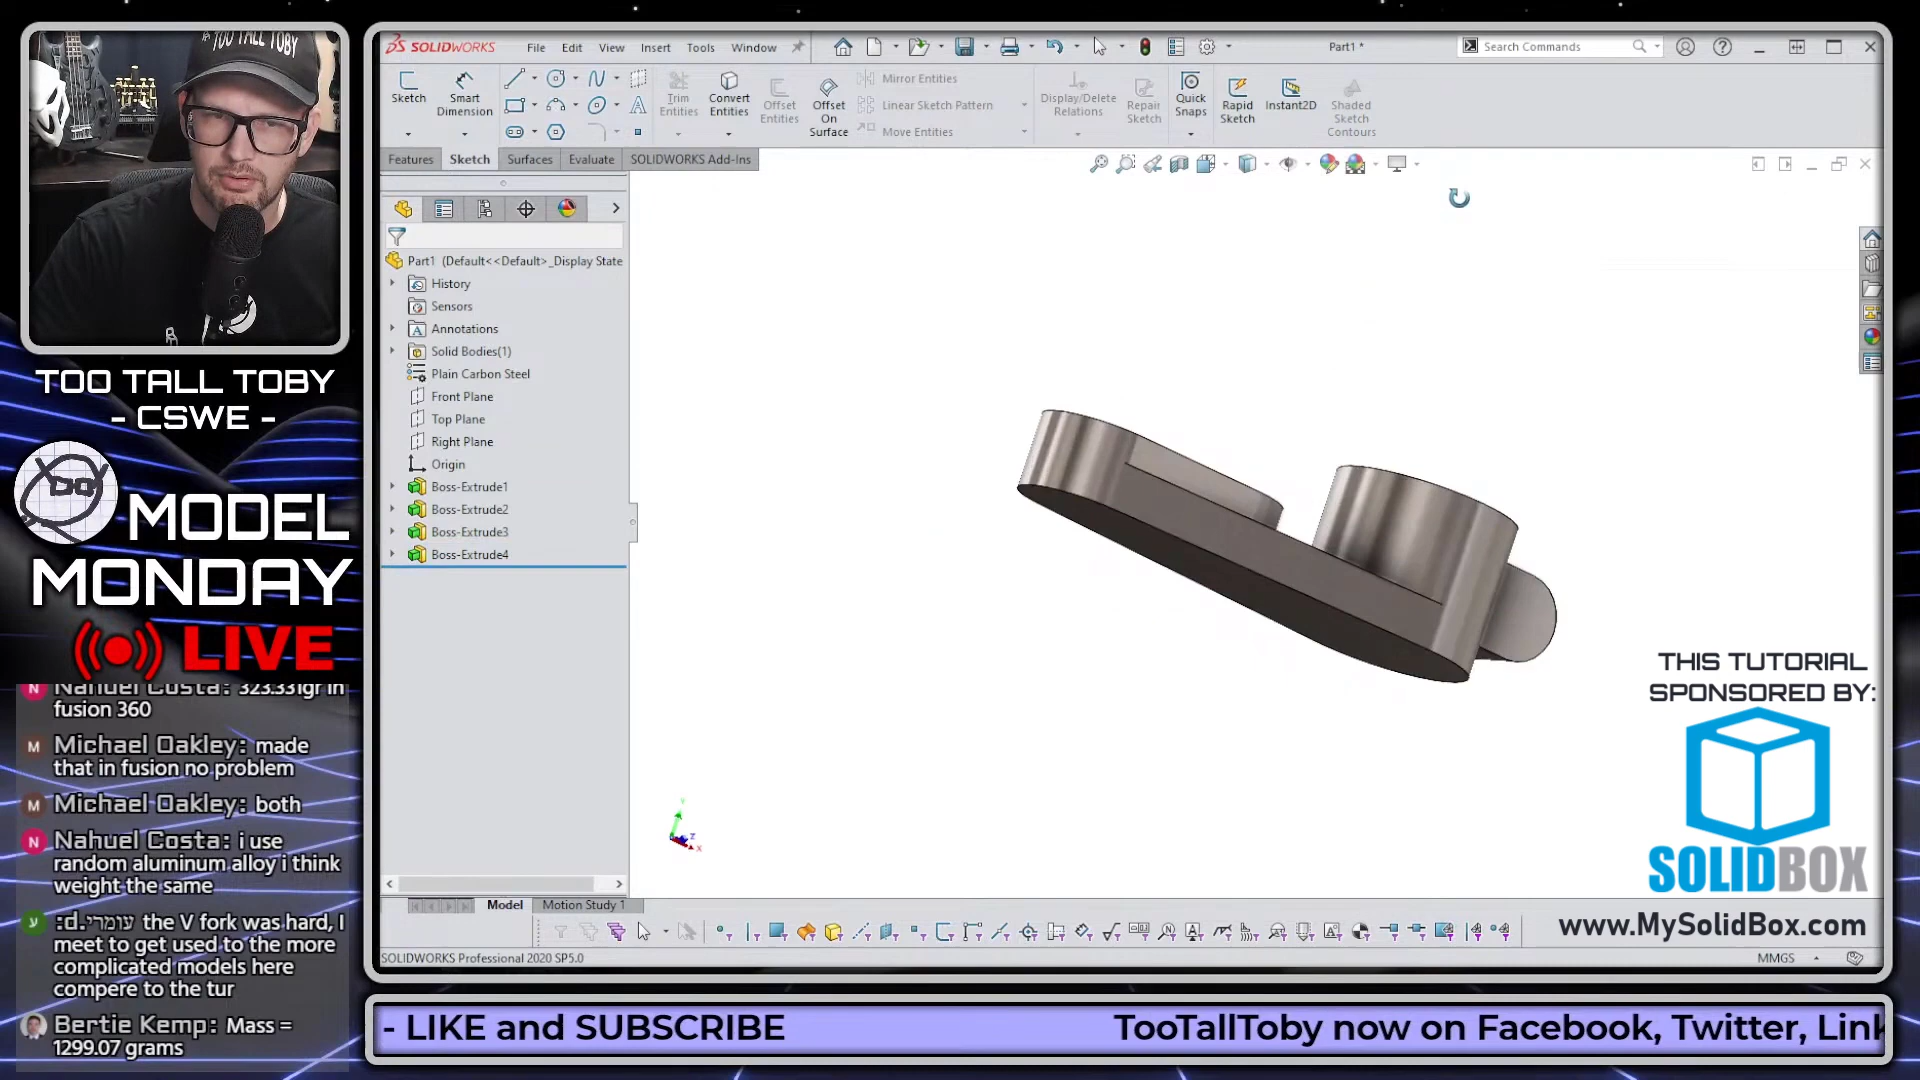 TOO TALL TOBY
SOLIDWORKS
File Edit View Insert Tools Window
Part1 *
Search Commands
Sketch
Smart
Dimension
Trim
Entities
Convert
Entities
Offset
Entities
Offset
On
Surface
Mirror Entities
Linear Sketch Pattern
Move Entities
Display/Delete
Relations
Repair
Sketch
Quick
Snaps
Rapid
Sketch
Instant2D
Shaded
Sketch
Contours
Features Sketch Surfaces Evaluate SOLIDWORKS Add-Ins
Part1 (Default<<Default>_Display State
History
Sensors
Annotations
Solid Bodies(1)
Plain Carbon Steel
Front Plane
Top Plane
Right Plane
Origin
Boss-Extrude1
Boss-Extrude2
Boss-Extrude3
Boss-Extrude4
Model Motion Study 1
SOLIDWORKS Professional 2020 SP5.0
MMGS
TOO TALL TOBY
- CSWE -
MODEL
MONDAY
LIVE
N Nahuel Costa: 323.331gr in
fusion 360
M Michael Oakley: made
that in fusion no problem
M Michael Oakley: both
N Nahuel Costa: i use
random aluminum alloy i think
weight the same
ע עומרי.d: the V fork was hard, I
meet to get used to the more
complicated models here
compere to the tur
Bertie Kemp: Mass =
1299.07 grams
THIS TUTORIAL
SPONSORED BY:
SOLIDBOX
www.MySolidBox.com
- LIKE and SUBSCRIBE
TooTallToby now on Facebook, Twitter, Link